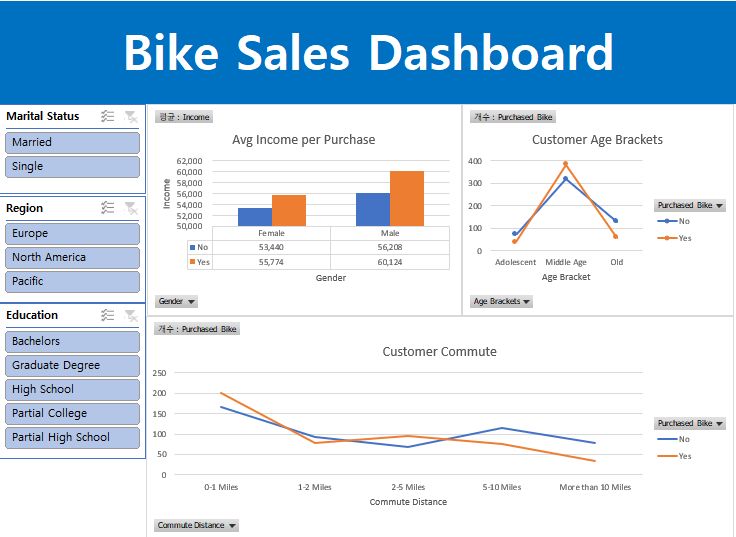 Bike Sales Dashboard
Marital Status
Married
Single
Region
Europe
North America
Pacific
Education
Bachelors
Graduate Degree
High School
Partial College
Partial High School
평균 : Income
Avg Income per Purchase
62,000
60,000
58,000
56,000
54,000
52,000
50,000
Income
Female Male
No 53,440 56,208
Yes 55,774 60,124
Gender
Gender
개수 : Purchased Bike
Customer Age Brackets
400
300
200
100
0
Adolescent Middle Age Old
Age Bracket
Purchased Bike
No
Yes
Age Brackets
개수 : Purchased Bike
Customer Commute
250
200
150
100
50
0
0-1 Miles 1-2 Miles 2-5 Miles 5-10 Miles More than 10 Miles
Commute Distance
Purchased Bike
No
Yes
Commute Distance